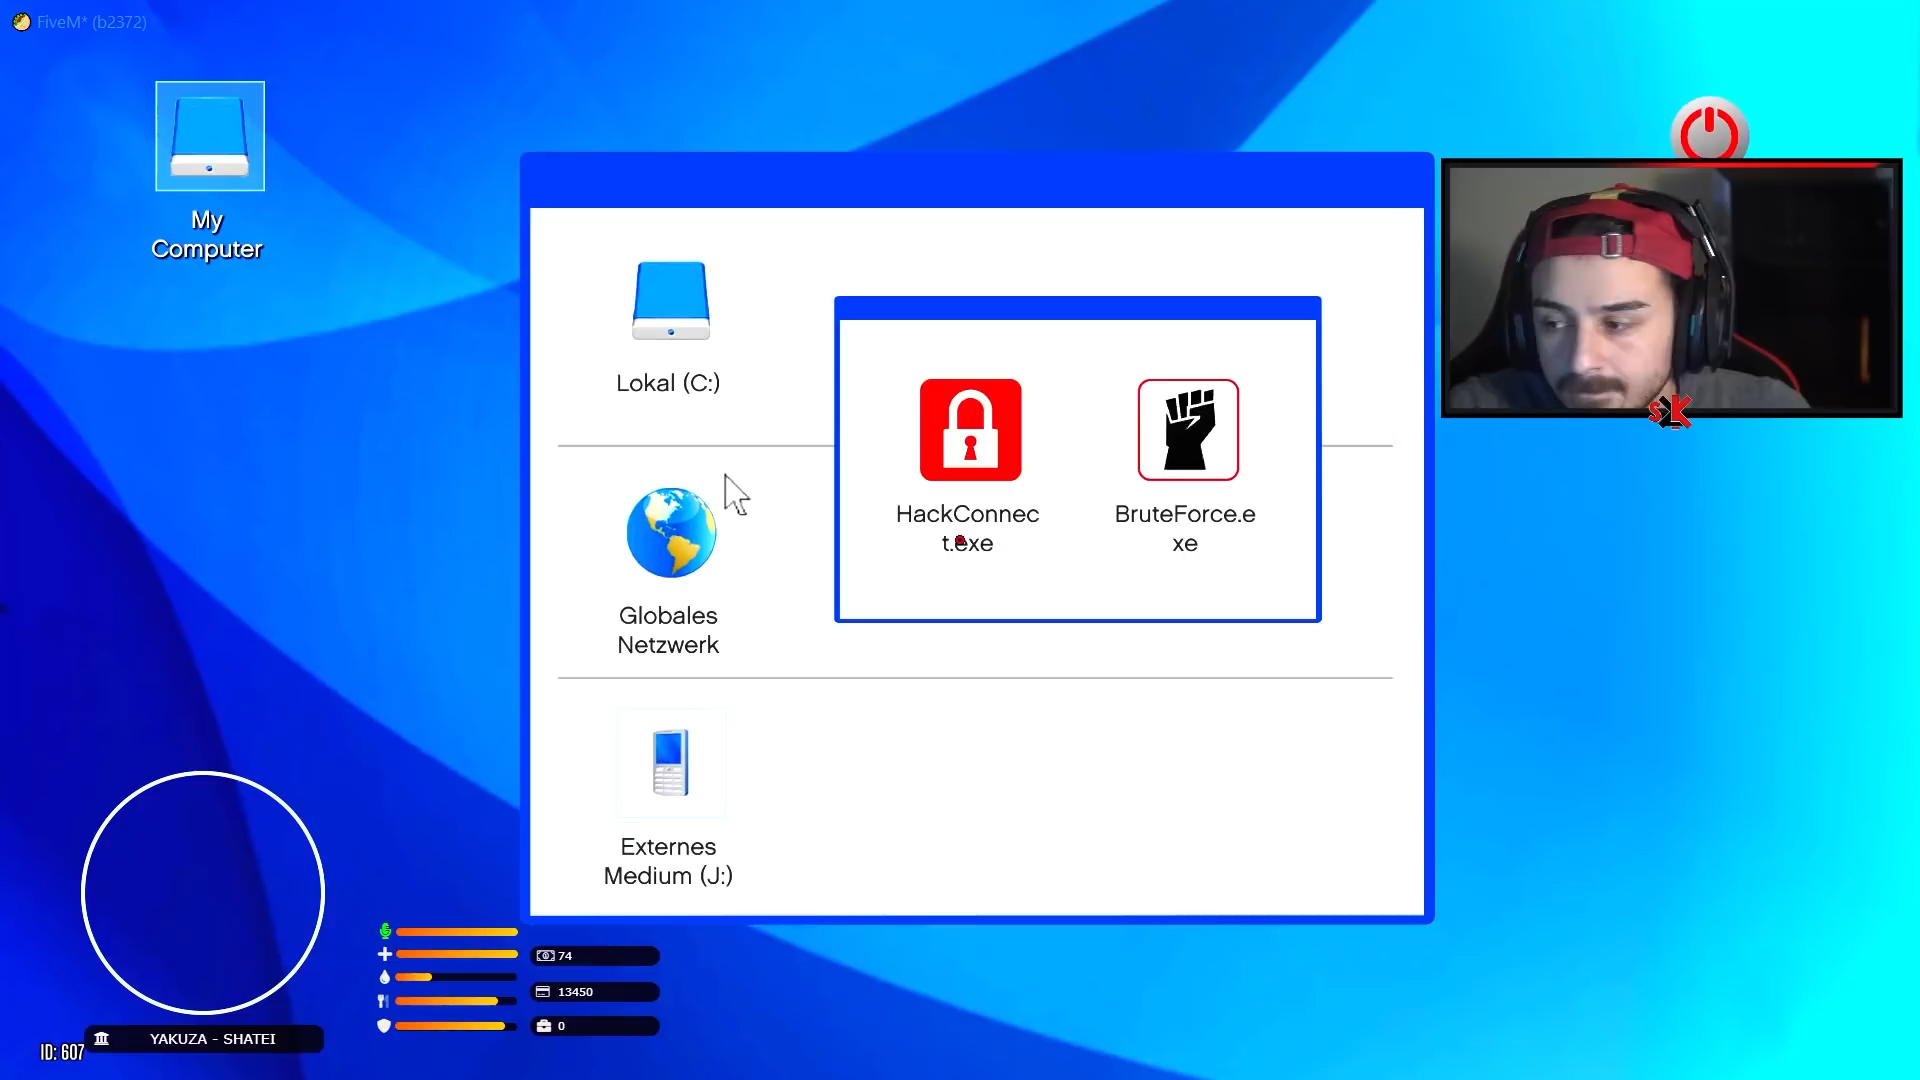 FiveM* (b2372)
My
Computer
Lokal (C:)
HackConnec
t.exe
BruteForce.e
xe
Globales
Netzwerk
Externes
Medium (J:)
74
13450
0
YAKUZA - SHATEI
ID: 607